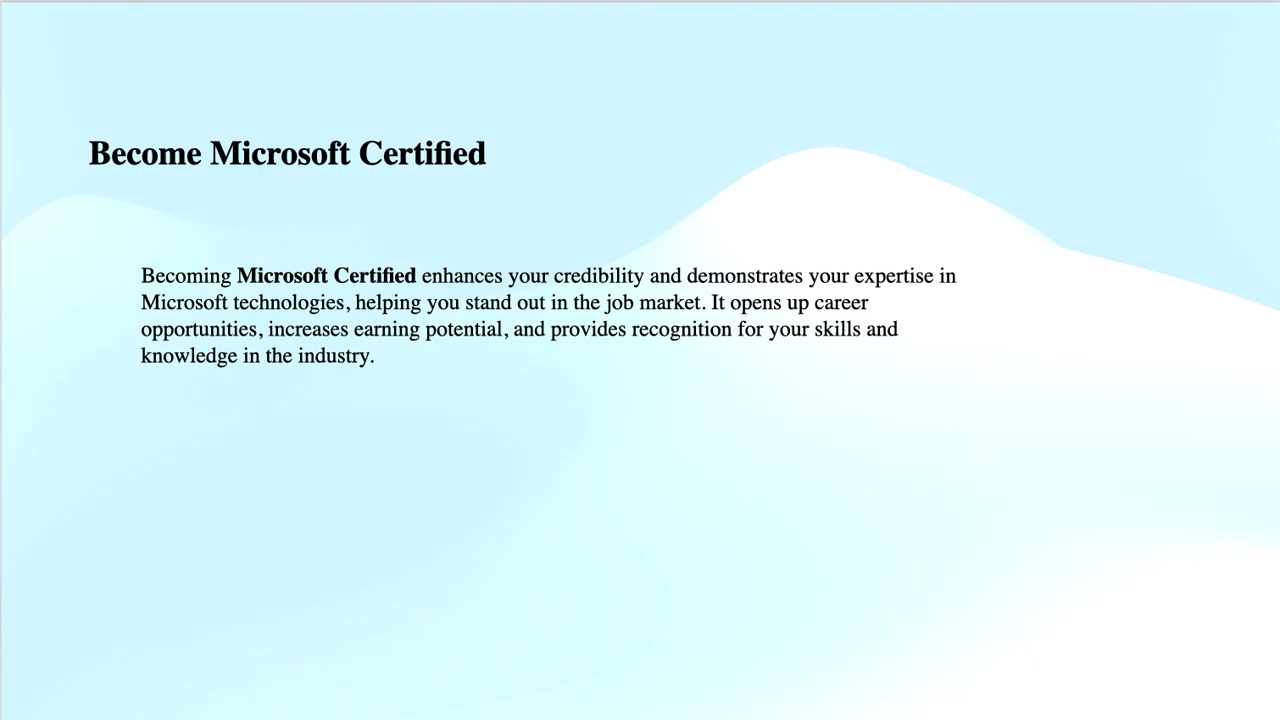 Become Microsoft Certified
Becoming Microsoft Certified enhances your credibility and demonstrates your expertise in
Microsoft technologies, helping you stand out in the job market. It opens up career
opportunities, increases earning potential, and provides recognition for your skills and
knowledge in the industry.